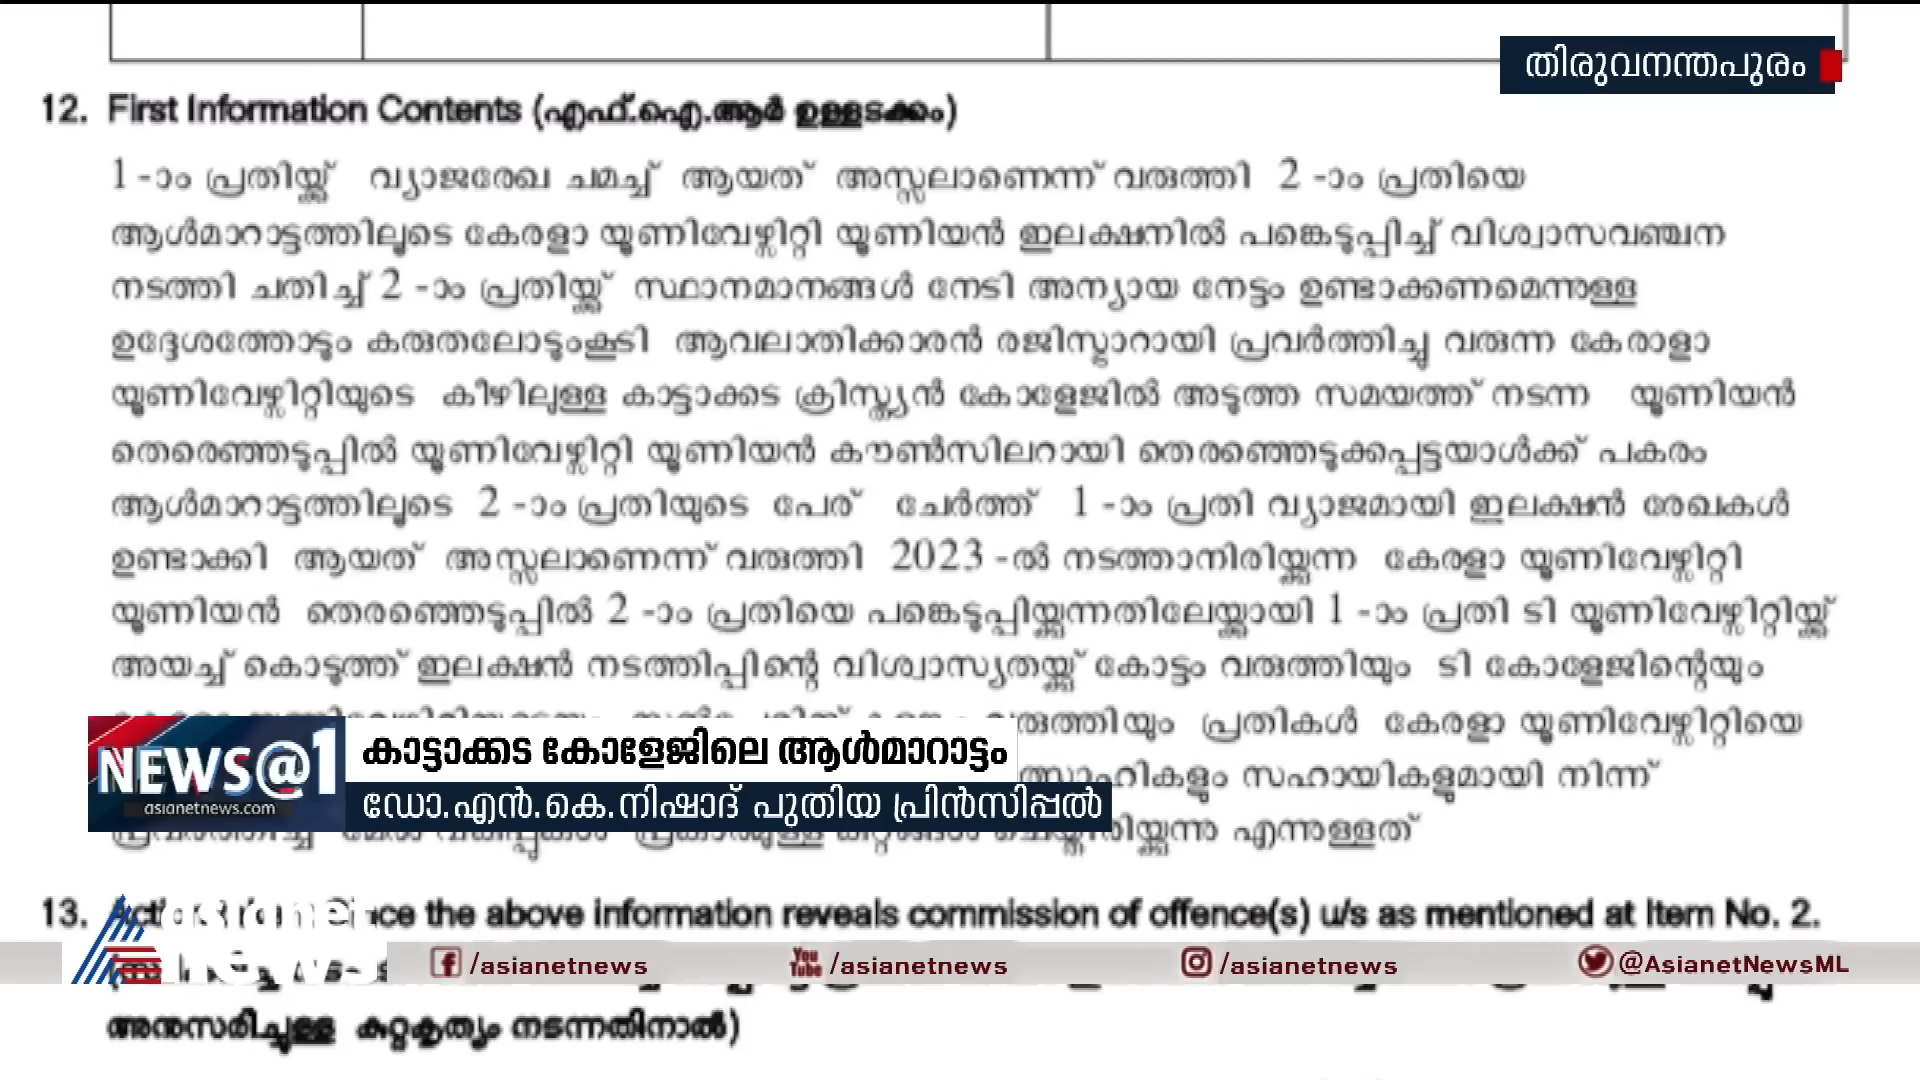 തിരുവനന്തപുരം
12. First Information Contents (എഫ്.ഐ.ആർ ഉള്ളടക്കം)
1 -ാം പ്രതിയ്ക്ക് വ്യാജരേഖ ചമച്ച് ആയത് അസ്സലാണെന്ന് വരുത്തി 2 -ാം പ്രതിയെ
ആൾമാറാട്ടത്തിലൂടെ കേരളാ യൂണിവേഴ്സിറ്റി യൂണിയൻ ഇലക്ഷനിൽ പങ്കെടുപ്പിച്ച് വിശ്വാസവഞ്ചന
നടത്തി ചതിച്ച് 2 -ാം പ്രതിയ്ക്ക് സ്ഥാനമാനങ്ങൾ നേടി അന്യായ നേട്ടം ഉണ്ടാക്കണമെന്നുള്ള
ഉദ്ദേശത്തോടും കരുതലോടുംകൂടി ആവലാതിക്കാരൻ രജിസ്ട്രാറായി പ്രവർത്തിച്ചു വരുന്ന കേരാളാ
യൂണിവേഴ്സിറ്റിയുടെ കീഴിലുള്ള കാട്ടാക്കട ക്രിസ്ത്യൻ കോളേജിൽ അടുത്ത സമയത്ത് നടന്ന യൂണിയൻ
തെരെഞ്ഞടുപ്പിൽ യൂണിവേഴ്സിറ്റി യൂണിയൻ കൗൺസിലറായി തെരഞ്ഞെടുക്കപ്പട്ടയാൾക്ക് പകരം
ആൾമാറാട്ടത്തിലൂടെ 2 -ാം പ്രതിയുടെ പേര് ചേർത്ത് 1 -ാം പ്രതി വ്യാജമായി ഇലക്ഷൻ രേഖകൾ
ഉണ്ടാക്കി ആയത് അസ്സലാണെന്ന് വരുത്തി 2023 -ൽ നടത്താനിരിയ്ക്കുന്ന കേരളാ യൂണിവേഴ്സിറ്റി
യൂണിയൻ തെരഞ്ഞെടുപ്പിൽ 2 -ാം പ്രതിയെ പങ്കെടുപ്പിയ്ക്കുന്നതിലേയ്ക്കായി 1 -ാം പ്രതി ടി യൂണിവേഴ്സിറ്റിയ്ക്ക്
അയച്ച് കൊടുത്ത് ഇലക്ഷൻ നടത്തിപ്പിന്റെ വിശ്വാസ്യതയ്ക്ക് കോട്ടം വരുത്തിയും ടി കോളേജിന്റെയും
പ്രതികൾ കേരളാ യൂണിവേഴ്സിറ്റിയെ
സഹായികളുമായി നിന്ന്
എന്നുള്ളത്
NEWS@1
asianetnews.com
കാട്ടാക്കട കോളേജിലെ ആൾമാറാട്ടം
ഡോ.എൻ.കെ.നിഷാദ് പുതിയ പ്രിൻസിപ്പൽ
13. the above information reveals commission of offence(s) u/s as mentioned at Item No. 2.
asianet news
/asianetnews
You Tube /asianetnews
/asianetnews
@AsianetNewsML
അനുസരിച്ചുള്ള കുറ്റകൃത്യം നടന്നതിനാൽ)